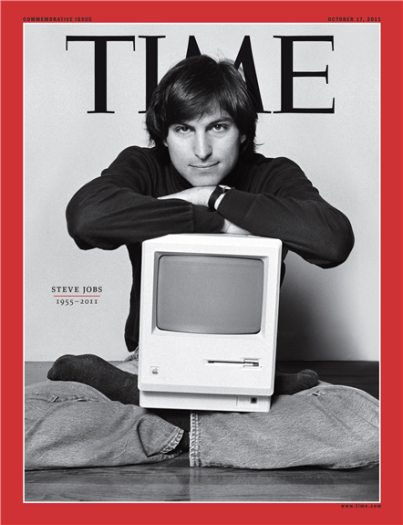 COMMEMORATIVE ISSUE
OCTOBER 17, 2011
TIME
STEVE JOBS
1955–2011
www.time.com